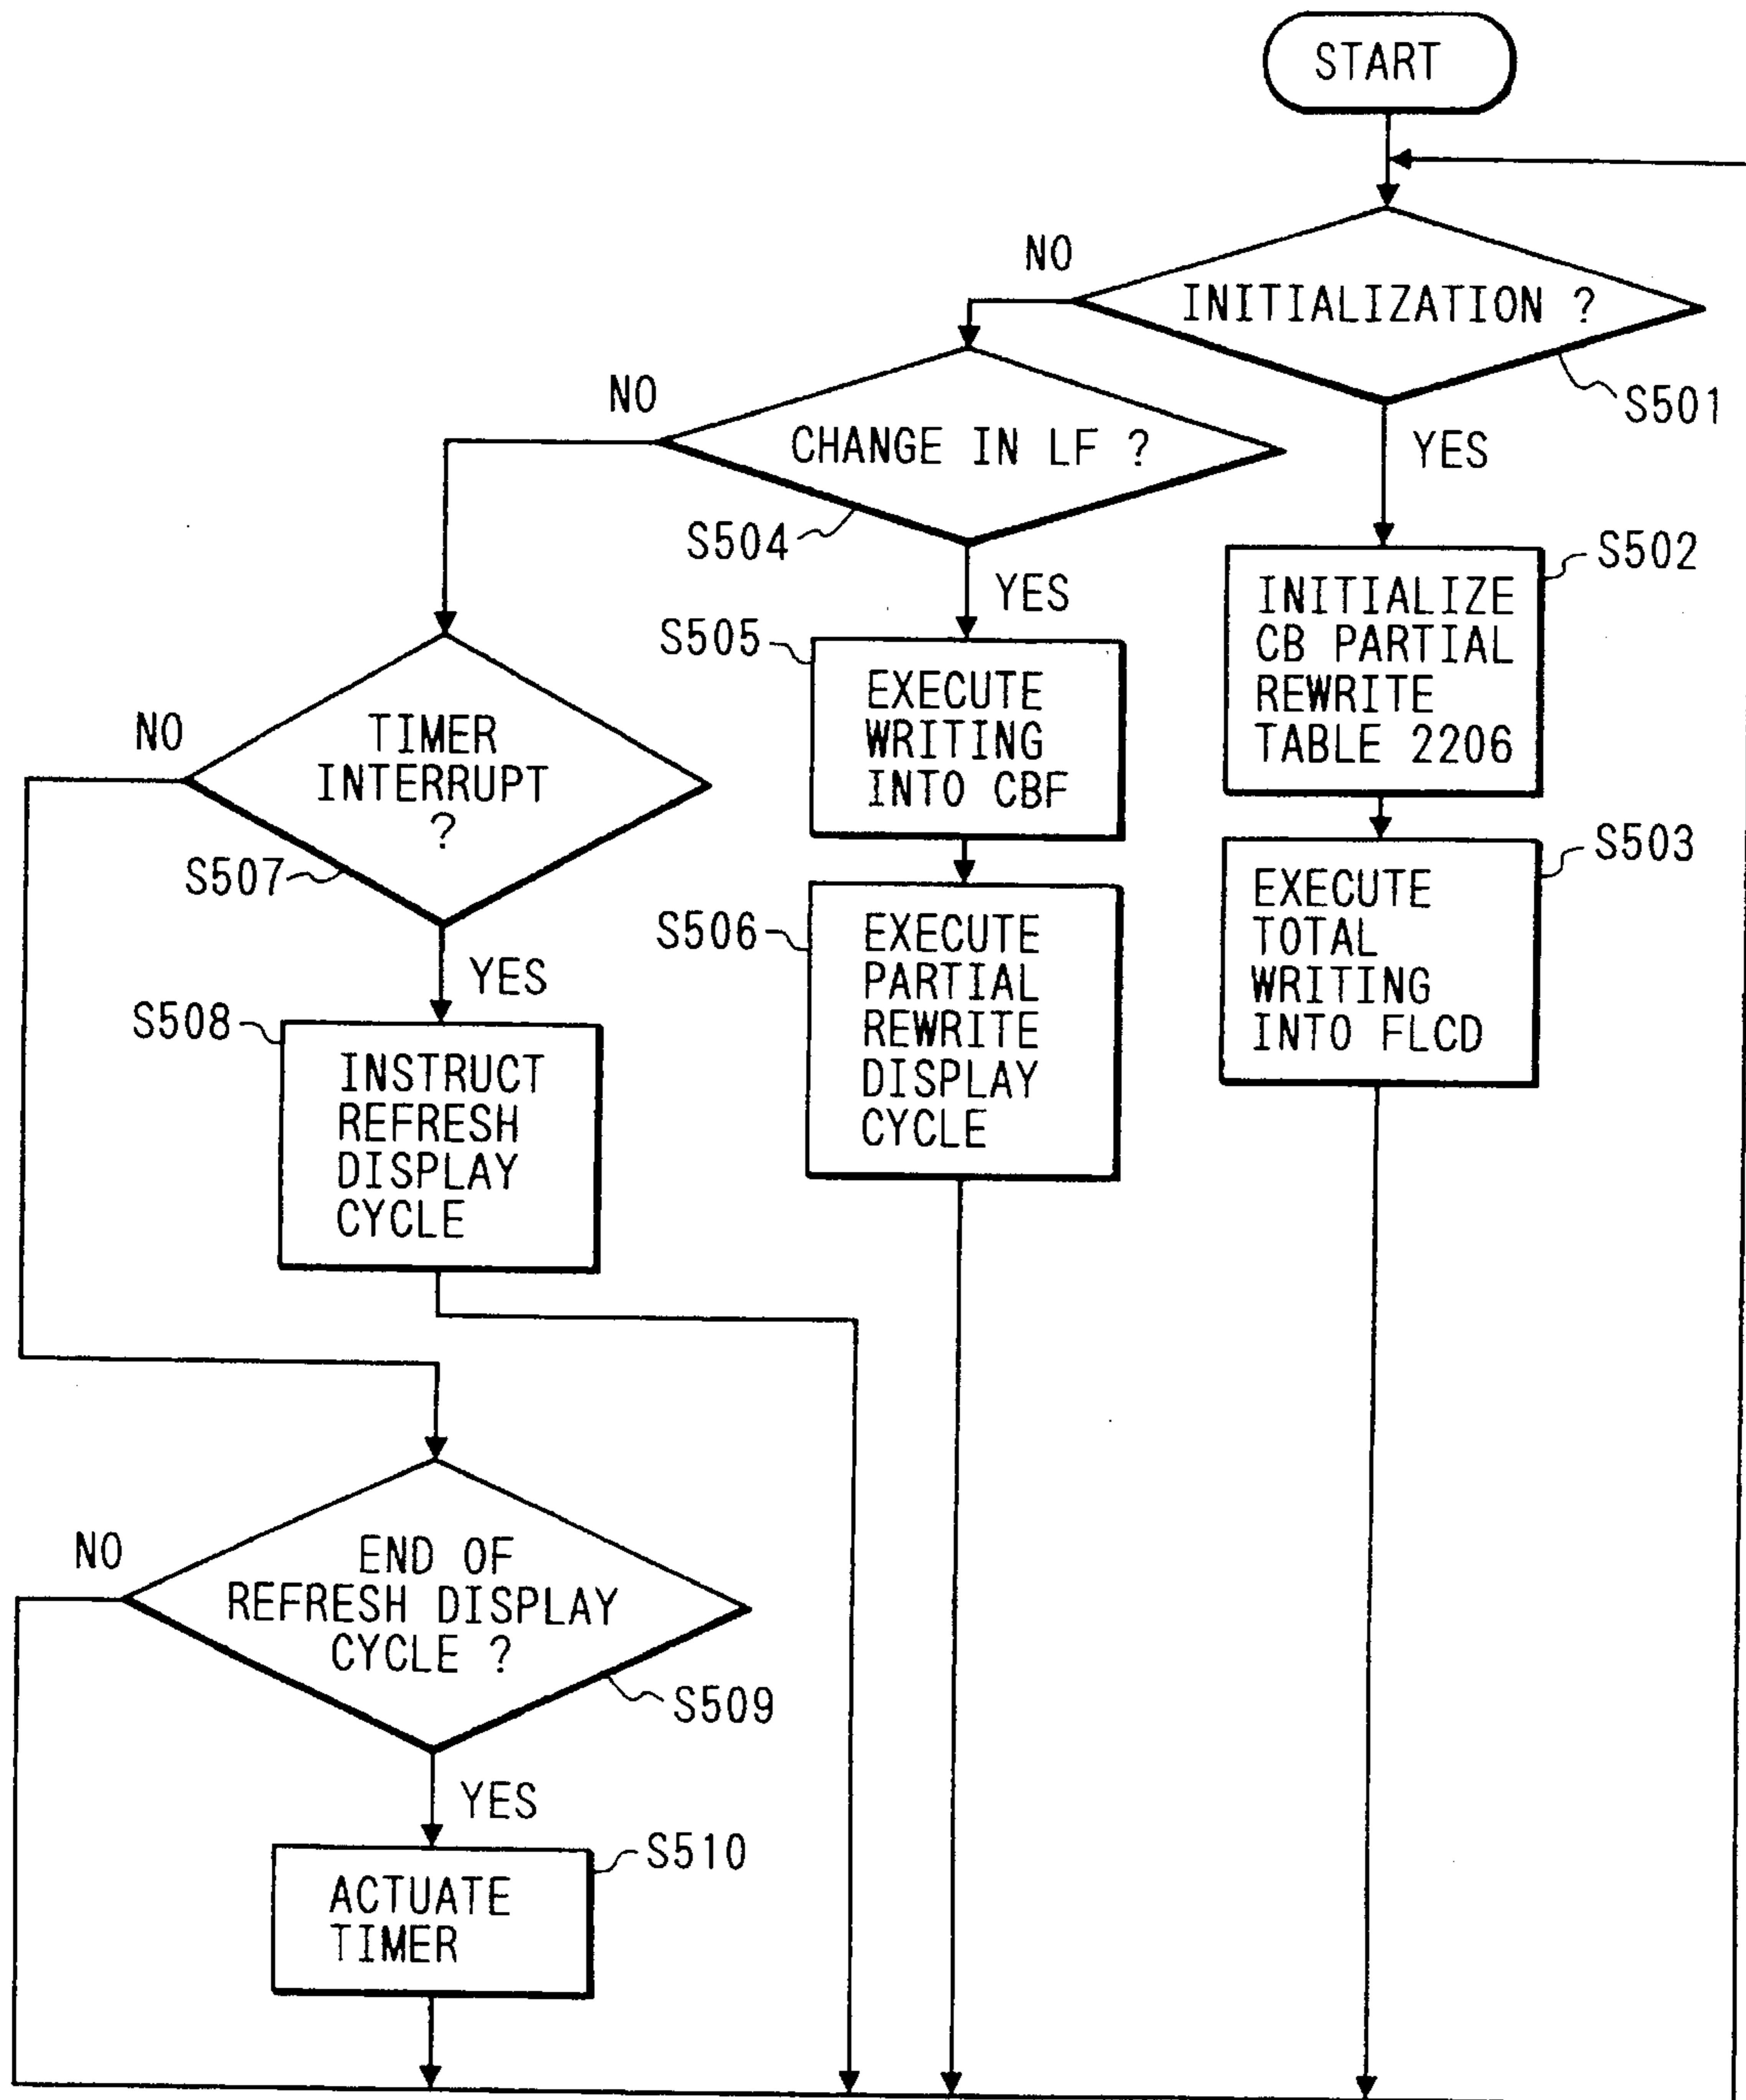 START
NO
INITIALIZATION ?
S501
YES
NO
CHANGE IN LF ?
S504
YES
S502
INITIALIZE
CB PARTIAL
REWRITE
TABLE 2206
S503
EXECUTE
TOTAL
WRITING
INTO FLCD
S505
EXECUTE
WRITING
INTO CBF
S506
EXECUTE
PARTIAL
REWRITE
DISPLAY
CYCLE
NO
TIMER
INTERRUPT
?
S507
YES
S508
INSTRUCT
REFRESH
DISPLAY
CYCLE
NO
END OF
REFRESH DISPLAY
CYCLE ?
S509
YES
S510
ACTUATE
TIMER